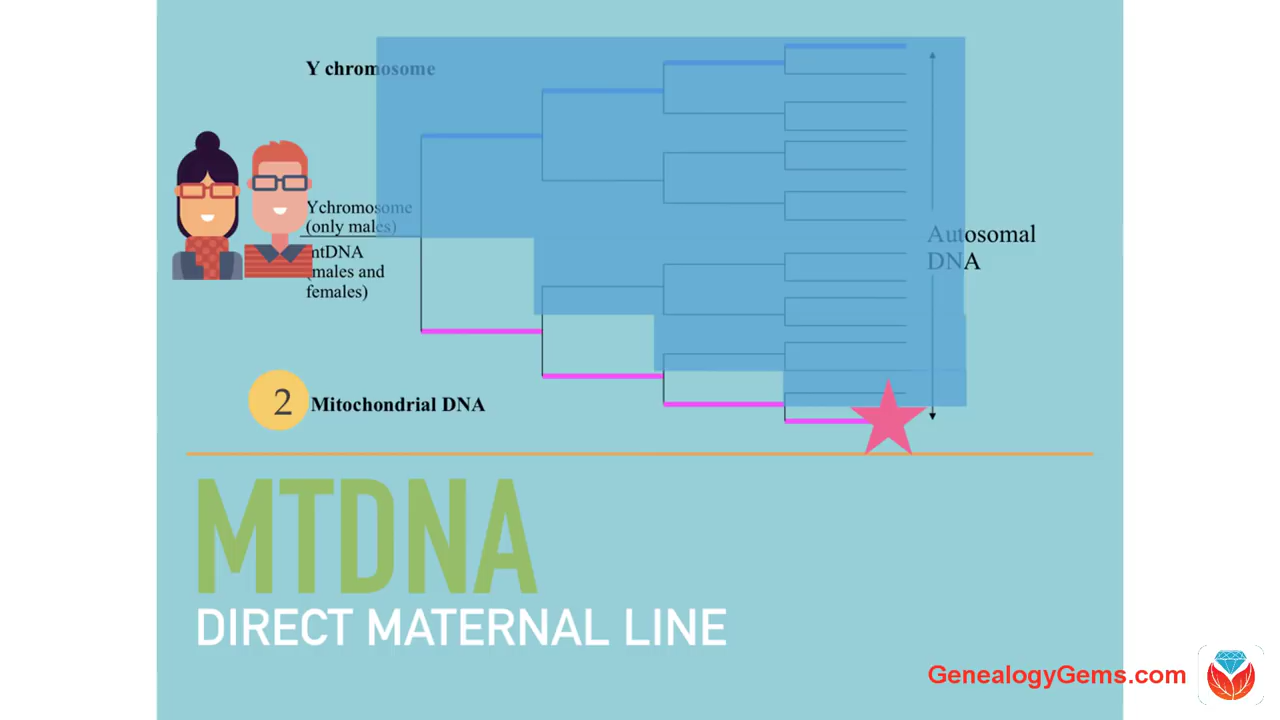 Y chromosome
Ychromosome
(only males)
mtDNA
(males and
females)
Autosomal
DNA
2
Mitochondrial DNA
MTDNA
DIRECT MATERNAL LINE
GenealogyGems.com